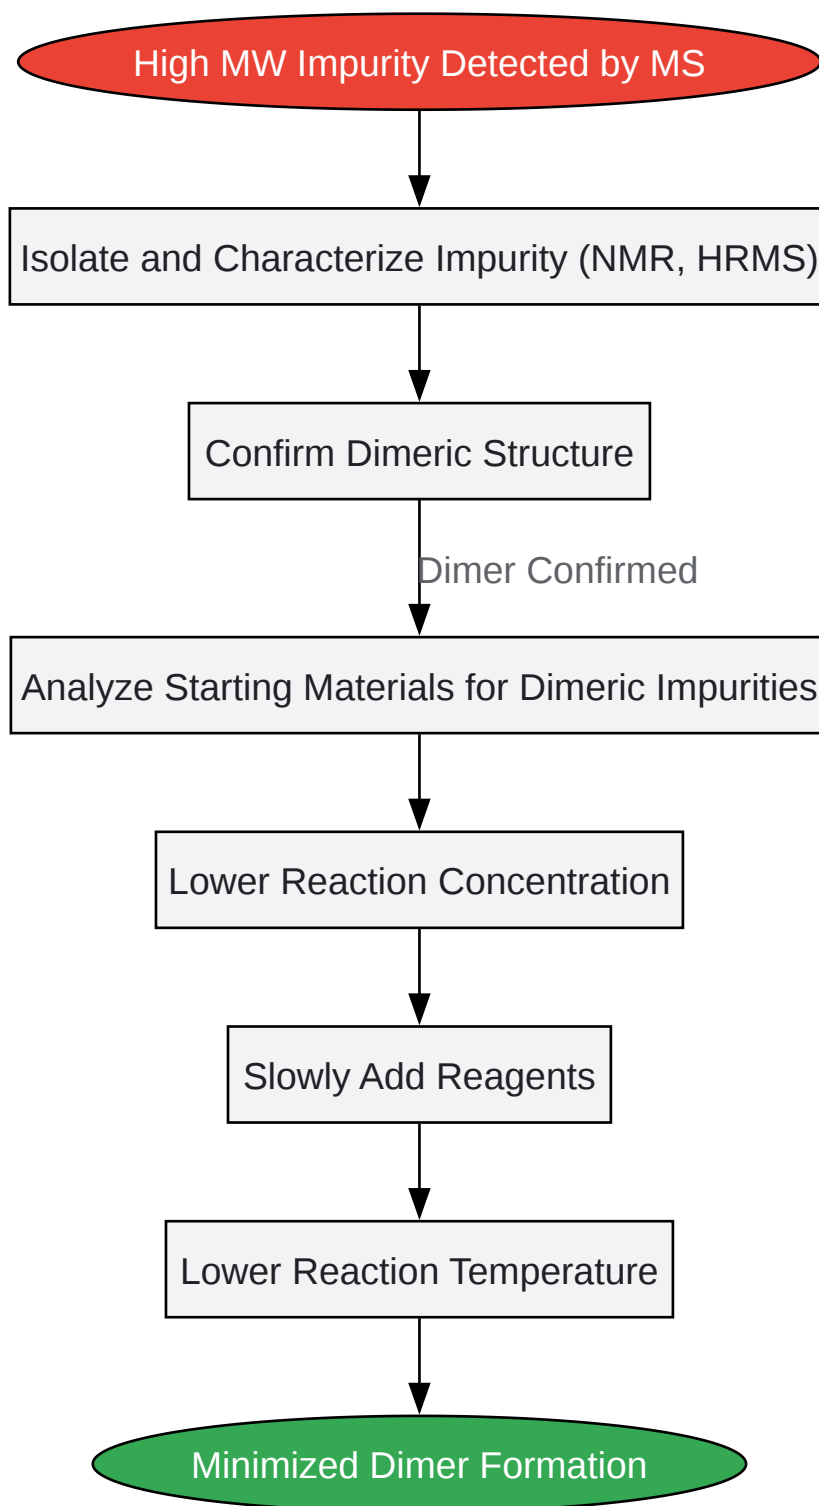 High MW Impurity Detected by MS
Isolate and Characterize Impurity (NMR, HRMS)
Confirm Dimeric Structure
Dimer Confirmed
Analyze Starting Materials for Dimeric Impurities
Lower Reaction Concentration
Slowly Add Reagents
Lower Reaction Temperature
Minimized Dimer Formation